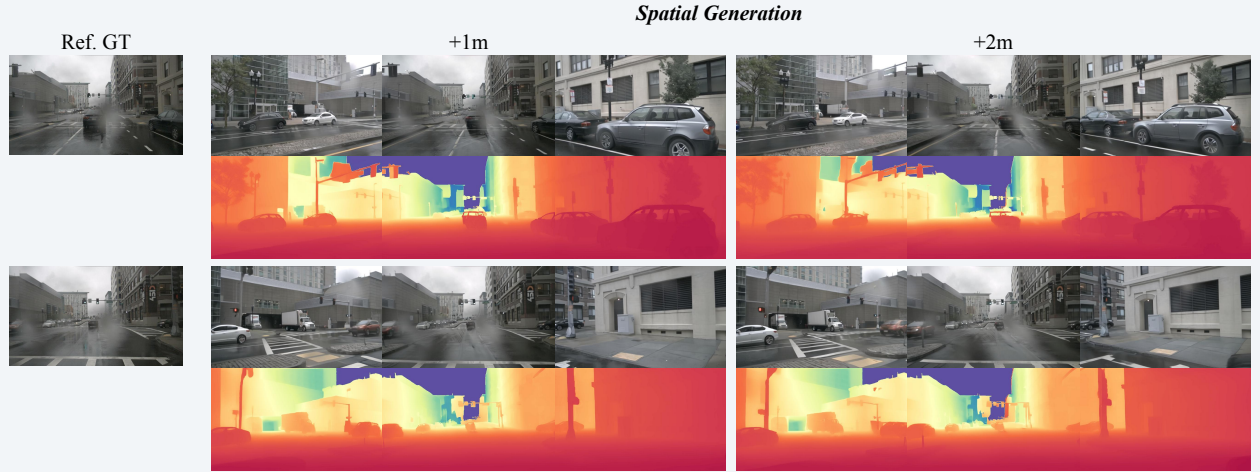 Spatial Generation
Ref. GT
+1m
+2m